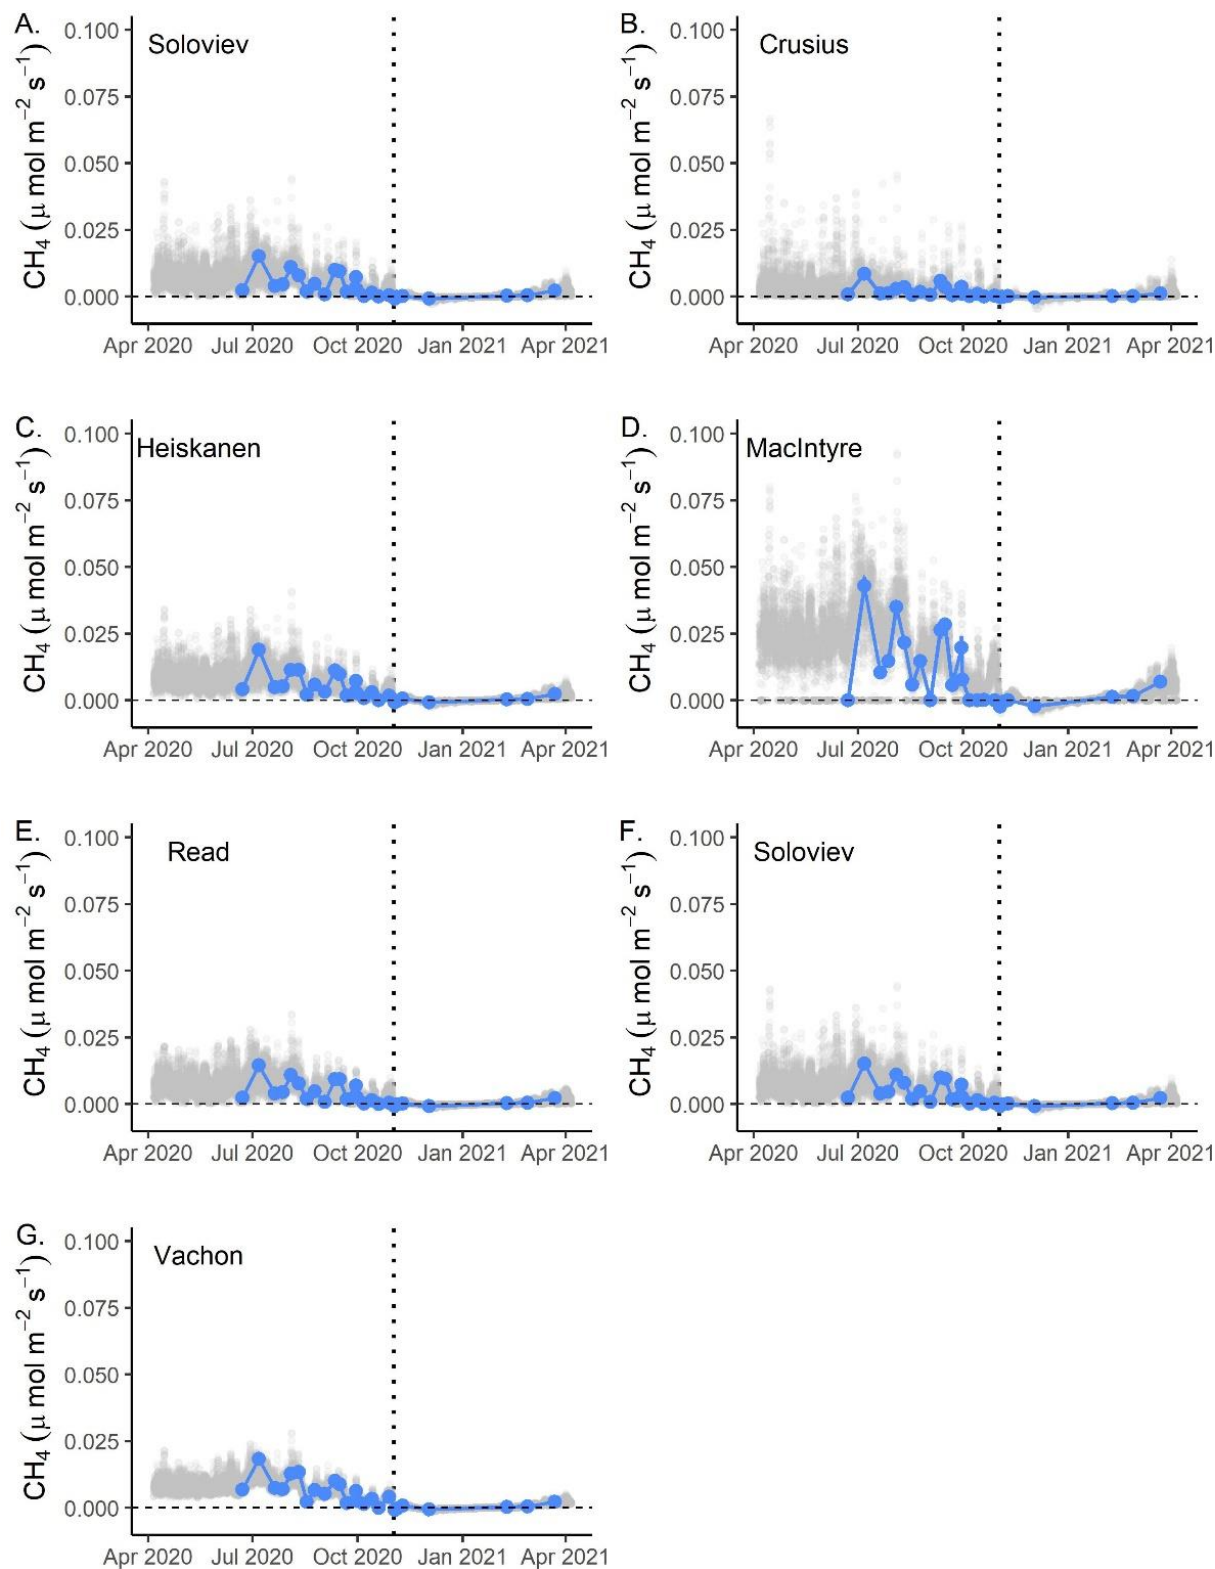 A.
Soloviev
CH₄ (μ mol m⁻² s⁻¹)
0.100
0.075
0.050
0.025
0.000
Apr 2020 Jul 2020 Oct 2020 Jan 2021 Apr 2021
B.
Crusius
CH₄ (μ mol m⁻² s⁻¹)
0.100
0.075
0.050
0.025
0.000
Apr 2020 Jul 2020 Oct 2020 Jan 2021 Apr 2021
C.
Heiskanen
CH₄ (μ mol m⁻² s⁻¹)
0.100
0.075
0.050
0.025
0.000
Apr 2020 Jul 2020 Oct 2020 Jan 2021 Apr 2021
D.
MacIntyre
CH₄ (μ mol m⁻² s⁻¹)
0.100
0.075
0.050
0.025
0.000
Apr 2020 Jul 2020 Oct 2020 Jan 2021 Apr 2021
E.
Read
CH₄ (μ mol m⁻² s⁻¹)
0.100
0.075
0.050
0.025
0.000
Apr 2020 Jul 2020 Oct 2020 Jan 2021 Apr 2021
F.
Soloviev
CH₄ (μ mol m⁻² s⁻¹)
0.100
0.075
0.050
0.025
0.000
Apr 2020 Jul 2020 Oct 2020 Jan 2021 Apr 2021
G.
Vachon
CH₄ (μ mol m⁻² s⁻¹)
0.100
0.075
0.050
0.025
0.000
Apr 2020 Jul 2020 Oct 2020 Jan 2021 Apr 2021